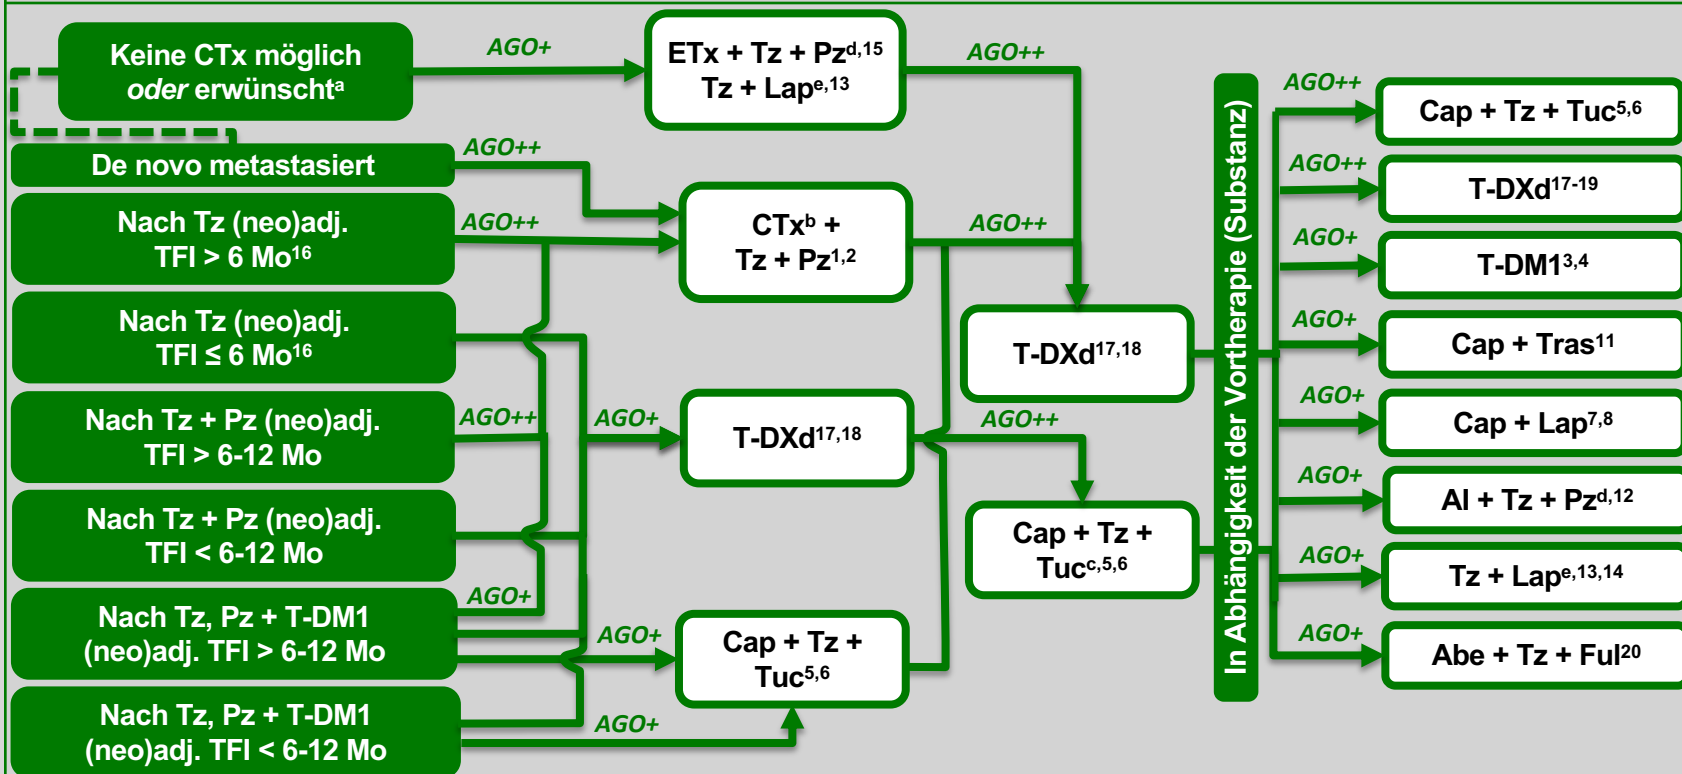 Keine CTx möglich
oder erwünschtᵃ
AGO+
ETx + Tz + Pzᵈ,¹⁵
Tz + Lapᵉ,¹³
AGO++
De novo metastasiert
AGO++
Nach Tz (neo)adj.
TFI > 6 Mo¹⁶
AGO++
CTxᵇ +
Tz + Pz¹,²
AGO++
Nach Tz (neo)adj.
TFI ≤ 6 Mo¹⁶
T-DXd¹⁷,¹⁸
Nach Tz + Pz (neo)adj.
TFI > 6-12 Mo
AGO++
AGO+
T-DXd¹⁷,¹⁸
AGO++
Nach Tz + Pz (neo)adj.
TFI < 6-12 Mo
Cap + Tz +
Tucᶜ,⁵,⁶
Nach Tz, Pz + T-DM1
(neo)adj. TFI > 6-12 Mo
AGO+
AGO+
Cap + Tz +
Tuc⁵,⁶
Nach Tz, Pz + T-DM1
(neo)adj. TFI < 6-12 Mo
AGO+
In Abhängigkeit der Vortherapie (Substanz)
AGO++
Cap + Tz + Tuc⁵,⁶
AGO++
T-DXd¹⁷⁻¹⁹
AGO+
T-DM1³,⁴
AGO+
Cap + Tras¹¹
AGO+
Cap + Lap⁷,⁸
AGO+
AI + Tz + Pzᵈ,¹²
AGO+
Tz + Lapᵉ,¹³,¹⁴
AGO+
Abe + Tz + Ful²⁰